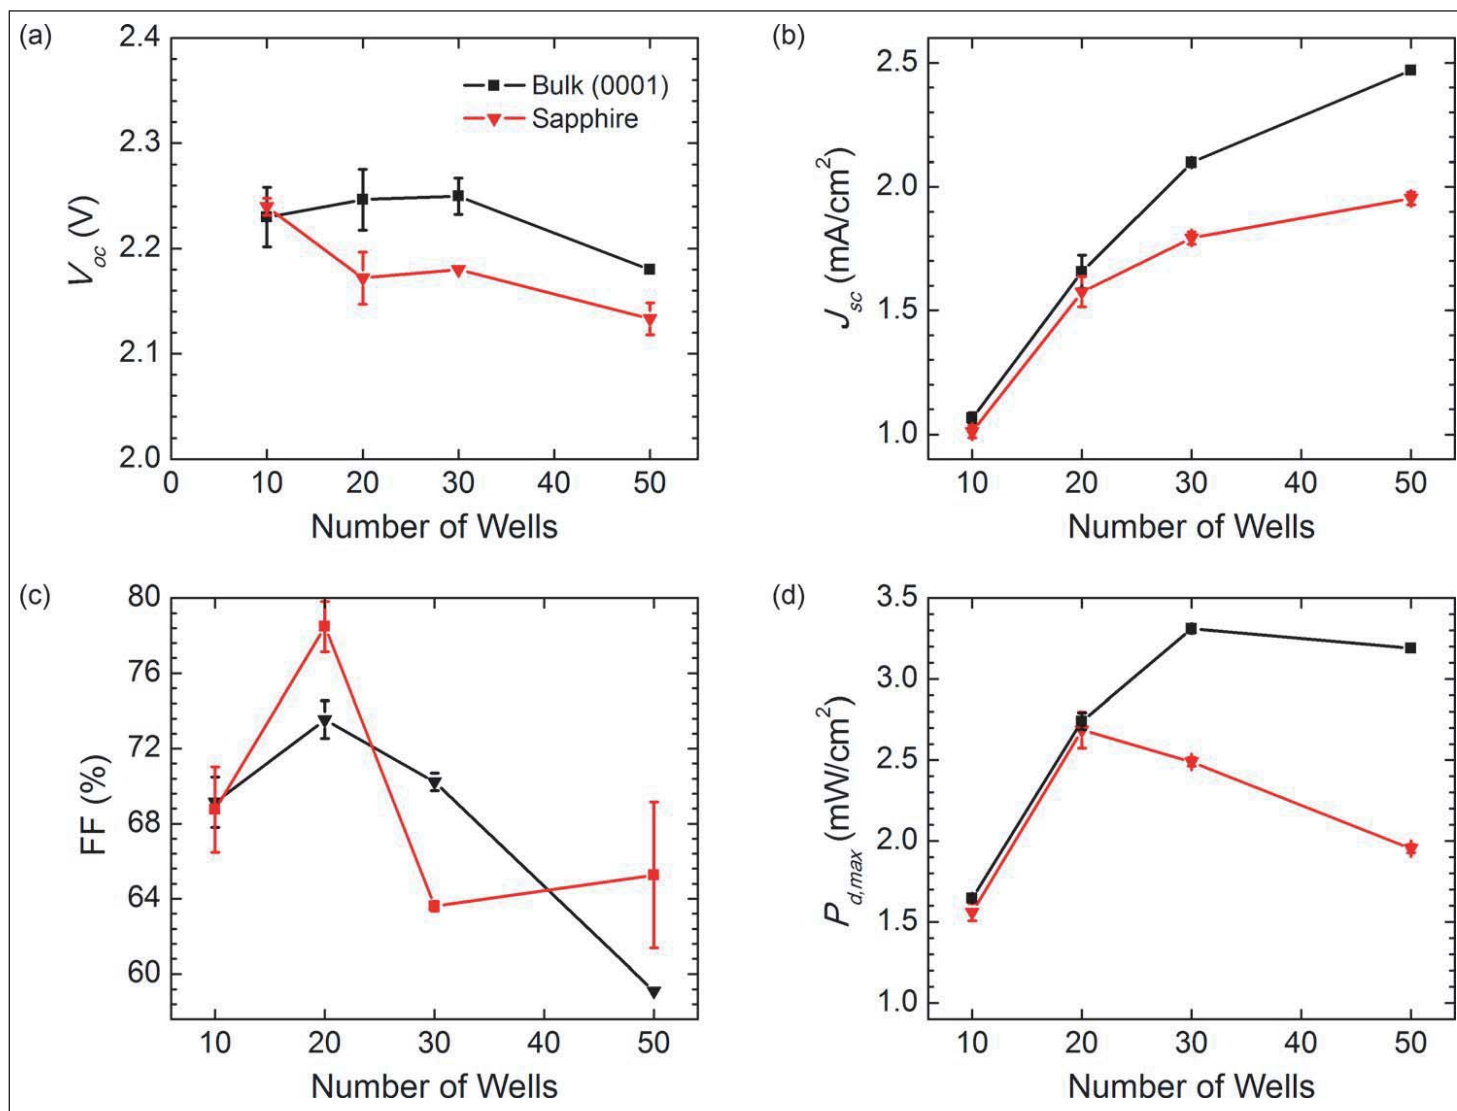 (a)
2.4
2.3
2.2
2.1
2.0
V_oc (V)
Bulk (0001)
Sapphire
0 10 20 30 40 50
Number of Wells
(b)
2.5
2.0
1.5
1.0
J_sc (mA/cm²)
10 20 30 40 50
Number of Wells
(c)
80
76
72
68
64
60
FF (%)
10 20 30 40 50
Number of Wells
(d)
3.5
3.0
2.5
2.0
1.5
1.0
P_d,max (mW/cm²)
10 20 30 40 50
Number of Wells